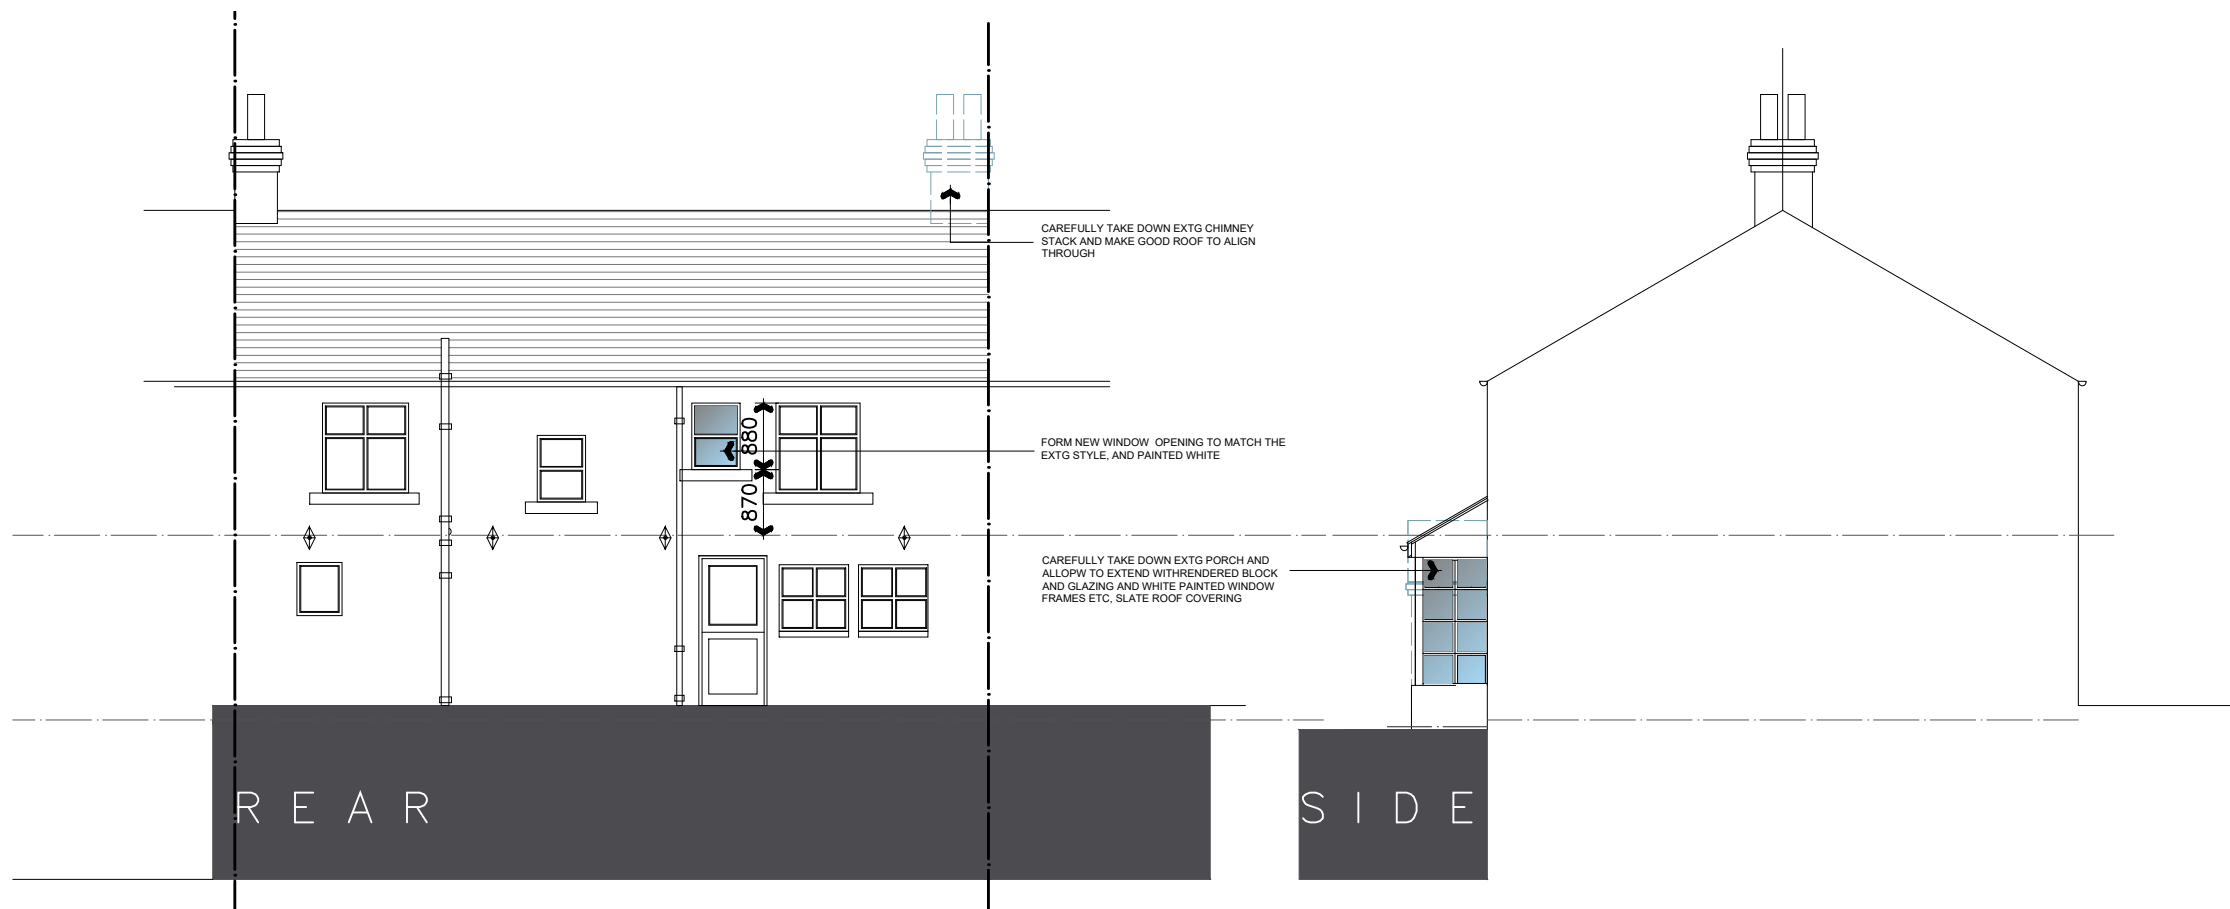 CAREFULLY TAKE DOWN EXTG CHIMNEY
STACK AND MAKE GOOD ROOF TO ALIGN
THROUGH
880
FORM NEW WINDOW OPENING TO MATCH THE
EXTG STYLE, AND PAINTED WHITE
870
CAREFULLY TAKE DOWN EXTG PORCH AND
ALLOPW TO EXTEND WITHRENDERED BLOCK
AND GLAZING AND WHITE PAINTED WINDOW
FRAMES ETC, SLATE ROOF COVERING
REAR
SIDE